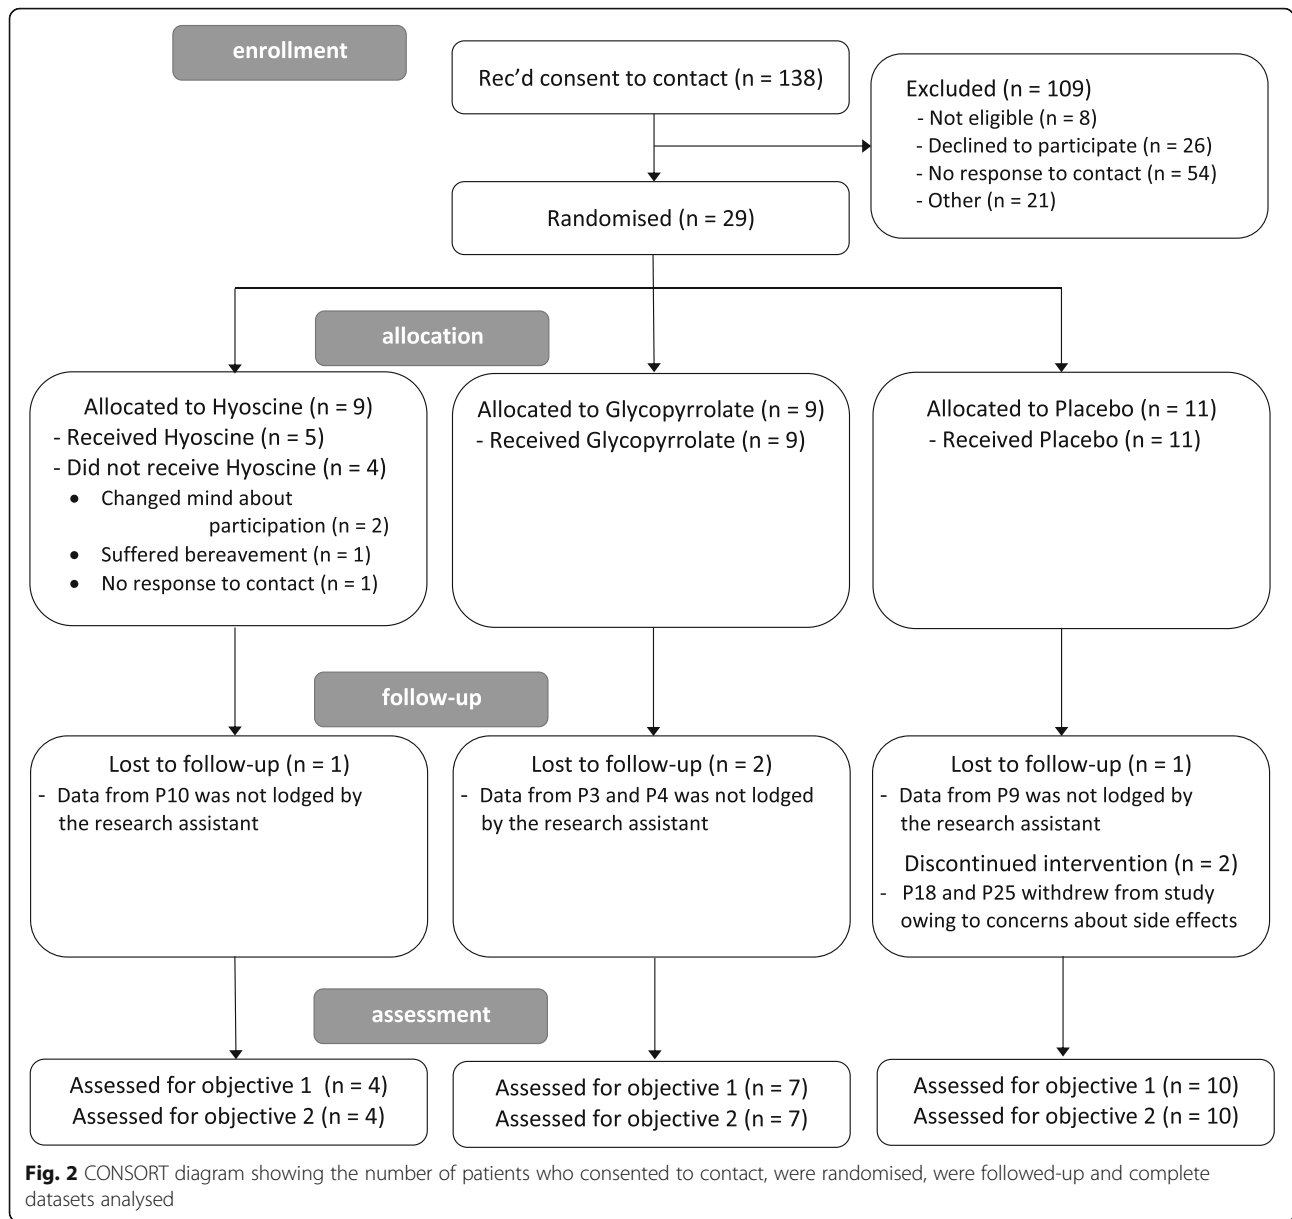 enrollment
Rec'd consent to contact (n = 138)
Excluded (n = 109)
- Not eligible (n = 8)
- Declined to participate (n = 26)
- No response to contact (n = 54)
- Other (n = 21)
Randomised (n = 29)
allocation
Allocated to Hyoscine (n = 9)
- Received Hyoscine (n = 5)
- Did not receive Hyoscine (n = 4)
• Changed mind about
participation (n = 2)
• Suffered bereavement (n = 1)
• No response to contact (n = 1)
Allocated to Glycopyrrolate (n = 9)
- Received Glycopyrrolate (n = 9)
Allocated to Placebo (n = 11)
- Received Placebo (n = 11)
follow-up
Lost to follow-up (n = 1)
- Data from P10 was not lodged by
the research assistant
Lost to follow-up (n = 2)
- Data from P3 and P4 was not lodged
by the research assistant
Lost to follow-up (n = 1)
- Data from P9 was not lodged by
the research assistant
Discontinued intervention (n = 2)
- P18 and P25 withdrew from study
owing to concerns about side effects
assessment
Assessed for objective 1 (n = 4)
Assessed for objective 2 (n = 4)
Assessed for objective 1 (n = 7)
Assessed for objective 2 (n = 7)
Assessed for objective 1 (n = 10)
Assessed for objective 2 (n = 10)
Fig. 2 CONSORT diagram showing the number of patients who consented to contact, were randomised, were followed-up and complete
datasets analysed